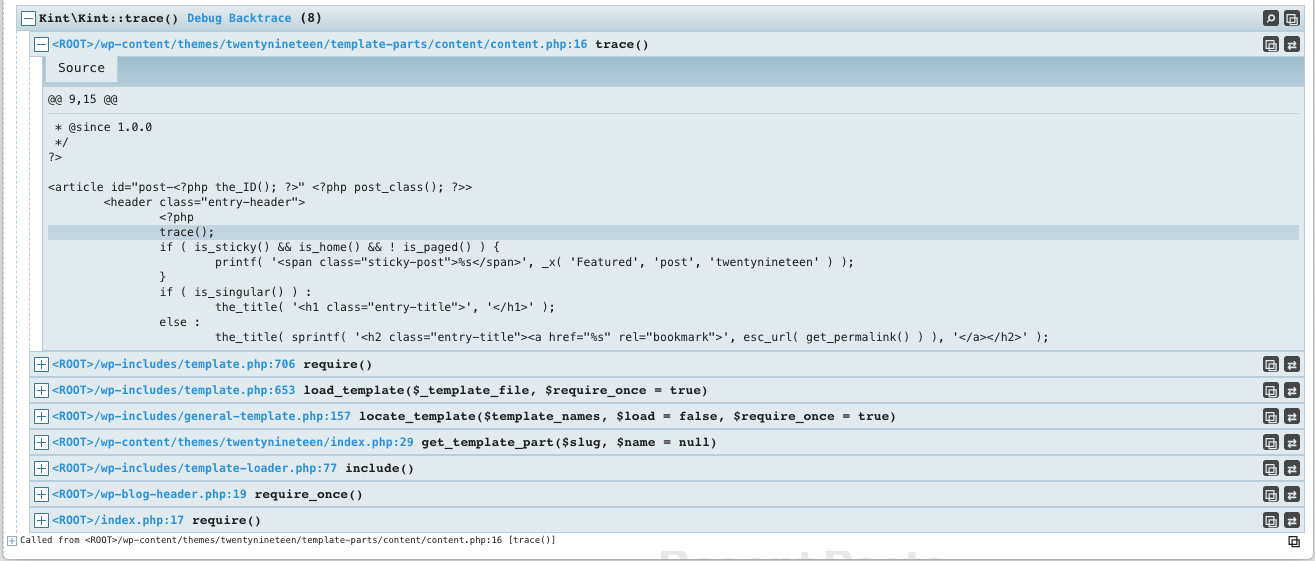 Kint\Kint::trace() Debug Backtrace (8)
<ROOT>/wp-content/themes/twentynineteen/template-parts/content/content.php:16 trace()
Source
@@ 9,15 @@
 * @since 1.0.0
 */
?>
<article id="post-<?php the_ID(); ?>" <?php post_class(); ?>>
        <header class="entry-header">
                <?php
                trace();
                if ( is_sticky() && is_home() && ! is_paged() ) {
                        printf( '<span class="sticky-post">%s</span>', _x( 'Featured', 'post', 'twentynineteen' ) );
                }
                if ( is_singular() ) :
                        the_title( '<h1 class="entry-title">', '</h1>' );
                else :
                        the_title( sprintf( '<h2 class="entry-title"><a href="%s" rel="bookmark">', esc_url( get_permalink() ) ), '</a></h2>' );
<ROOT>/wp-includes/template.php:706 require()
<ROOT>/wp-includes/template.php:653 load_template($_template_file, $require_once = true)
<ROOT>/wp-includes/general-template.php:157 locate_template($template_names, $load = false, $require_once = true)
<ROOT>/wp-content/themes/twentynineteen/index.php:29 get_template_part($slug, $name = null)
<ROOT>/wp-includes/template-loader.php:77 include()
<ROOT>/wp-blog-header.php:19 require_once()
<ROOT>/index.php:17 require()
Called from <ROOT>/wp-content/themes/twentynineteen/template-parts/content/content.php:16 [trace()]
Recent Posts